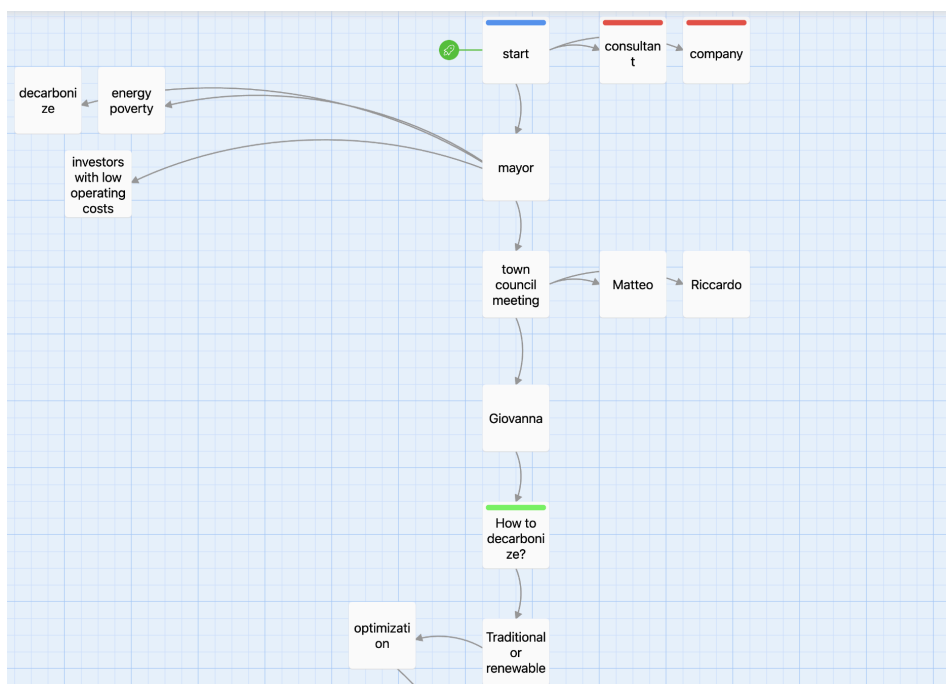 start
consultan
t
company
decarboni
ze
energy
poverty
investors
with low
operating
costs
mayor
town
council
meeting
Matteo
Riccardo
Giovanna
How to
decarboni
ze?
optimizati
on
Traditional
or
renewable